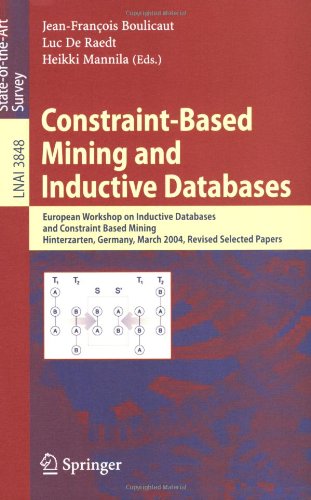 Jean-François Boulicaut
Luc De Raedt
Heikki Mannila (Eds.)
State-of-the-Art
Survey
LNAI 3848
Constraint-Based
Mining and
Inductive Databases
European Workshop on Inductive Databases
and Constraint Based Mining
Hinterzarten, Germany, March 2004, Revised Selected Papers
T₁ T₂ S S' T₁ T₂
A B
A B B A A A
B A A B B B
B A
Springer